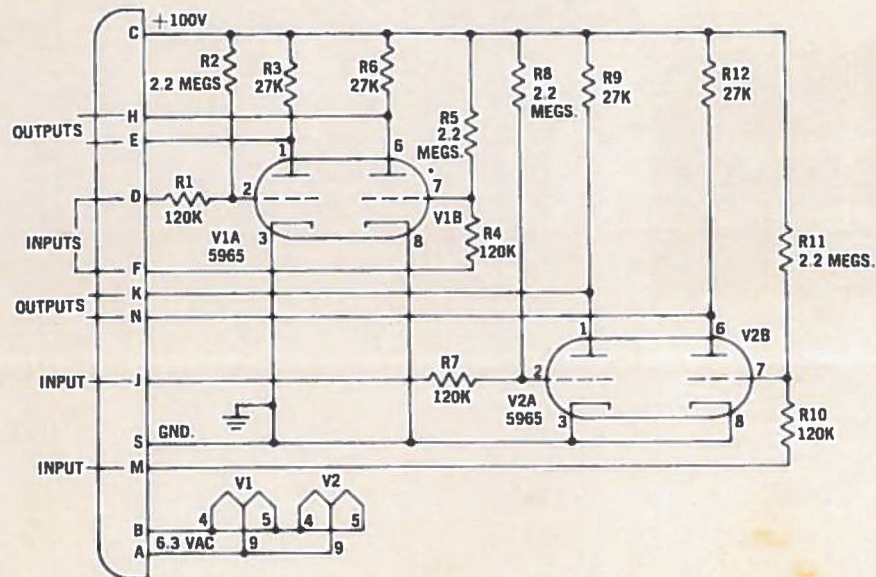 C +100V
R2
2.2 MEGS
R3
27K
R6
27K
R8
2.2
MEGS.
R9
27K
R12
27K
OUTPUTS
H
E
R5
2.2
MEGS.
1
6
D
R1
120K
2
7
V1B
INPUTS
V1A
5965
3
8
R4
120K
R11
2.2 MEGS.
F
OUTPUTS
K
N
1
6
V2B
INPUT
J
R7
120K
2
7
V2A
5965
3
8
R10
120K
S GND.
INPUT
M
V1
V2
B
4
5
4
5
A
6.3 VAC
9
9